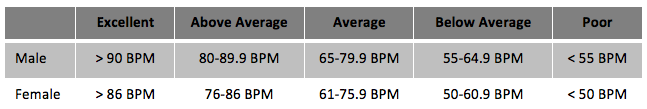 Excellent Above Average Average Below Average Poor
Male > 90 BPM 80-89.9 BPM 65-79.9 BPM 55-64.9 BPM < 55 BPM
Female > 86 BPM 76-86 BPM 61-75.9 BPM 50-60.9 BPM < 50 BPM